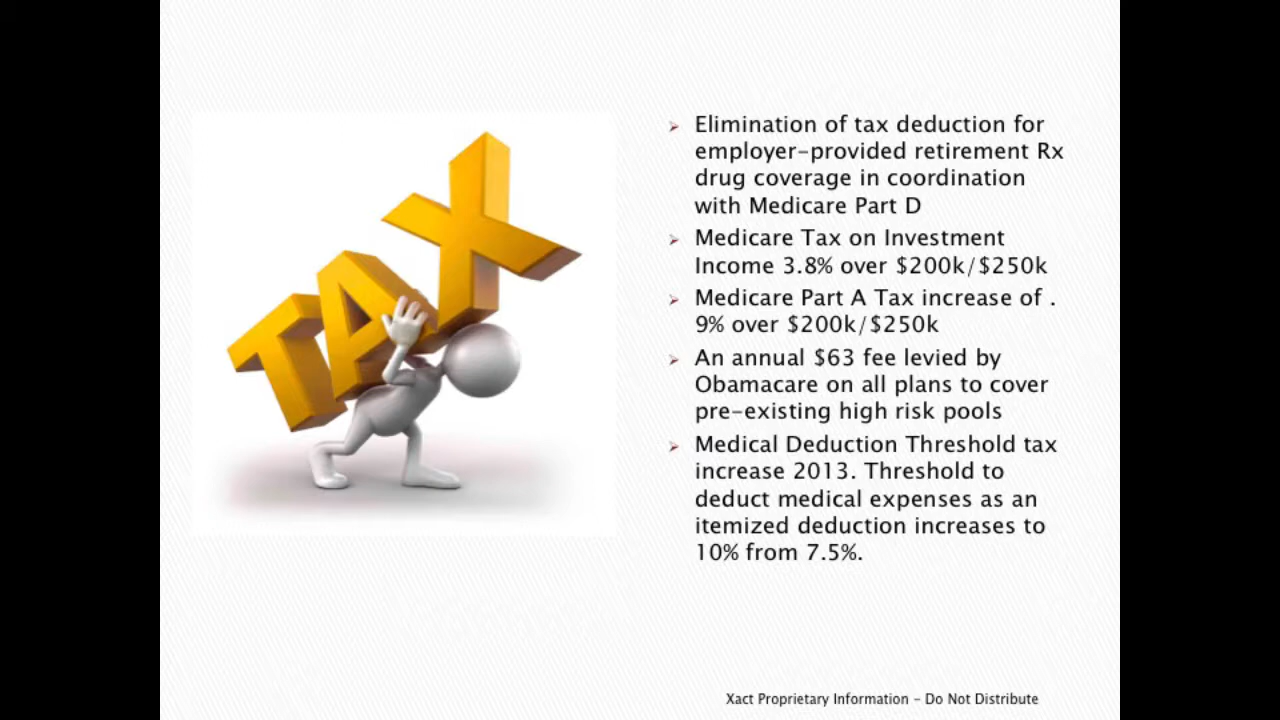 TAX
Elimination of tax deduction for
employer-provided retirement Rx
drug coverage in coordination
with Medicare Part D
Medicare Tax on Investment
Income 3.8% over $200k/$250k
Medicare Part A Tax increase of .
9% over $200k/$250k
An annual $63 fee levied by
Obamacare on all plans to cover
pre-existing high risk pools
Medical Deduction Threshold tax
increase 2013. Threshold to
deduct medical expenses as an
itemized deduction increases to
10% from 7.5%.
Xact Proprietary Information - Do Not Distribute